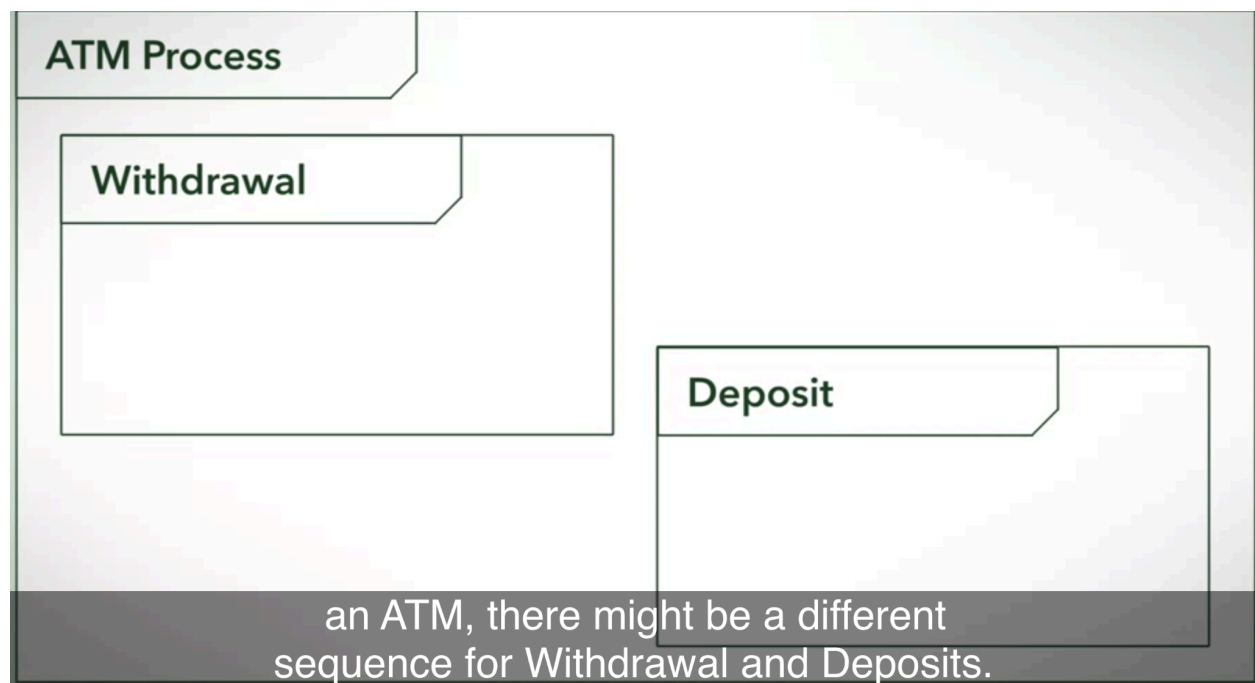 ATM Process
Withdrawal
Deposit
an ATM, there might be a different
sequence for Withdrawal and Deposits.